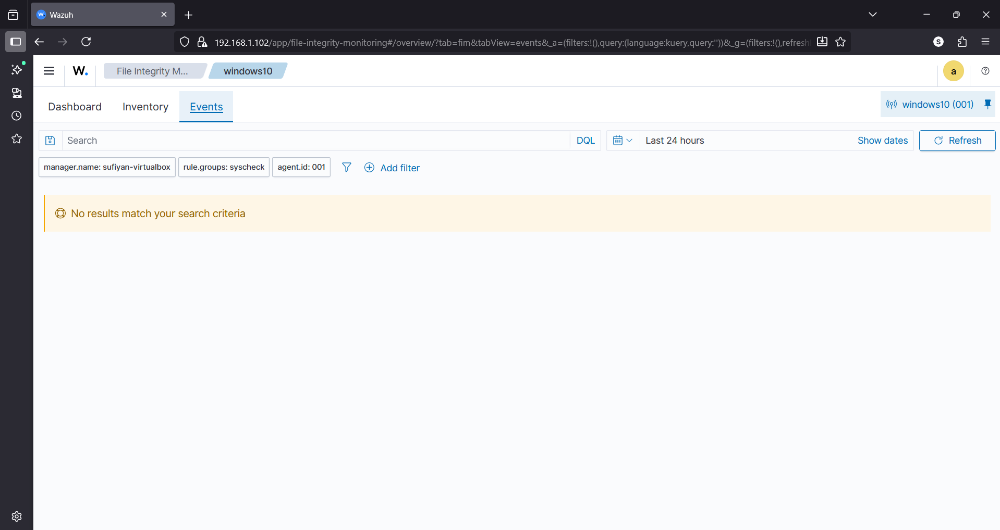 Wazuh
192.168.1.102/app/file-integrity-monitoring#/overview/?tab=fim&tabView=events&_a=(filters:!(),query:(language:kuery,query:''))&_g=(filters:!(),refresh
S
W.
File Integrity M...
windows10
a
Dashboard
Inventory
Events
windows10 (001)
Search
DQL
Last 24 hours
Show dates
Refresh
manager.name: sufiyan-virtualbox
rule.groups: syscheck
agent.id: 001
Add filter
No results match your search criteria